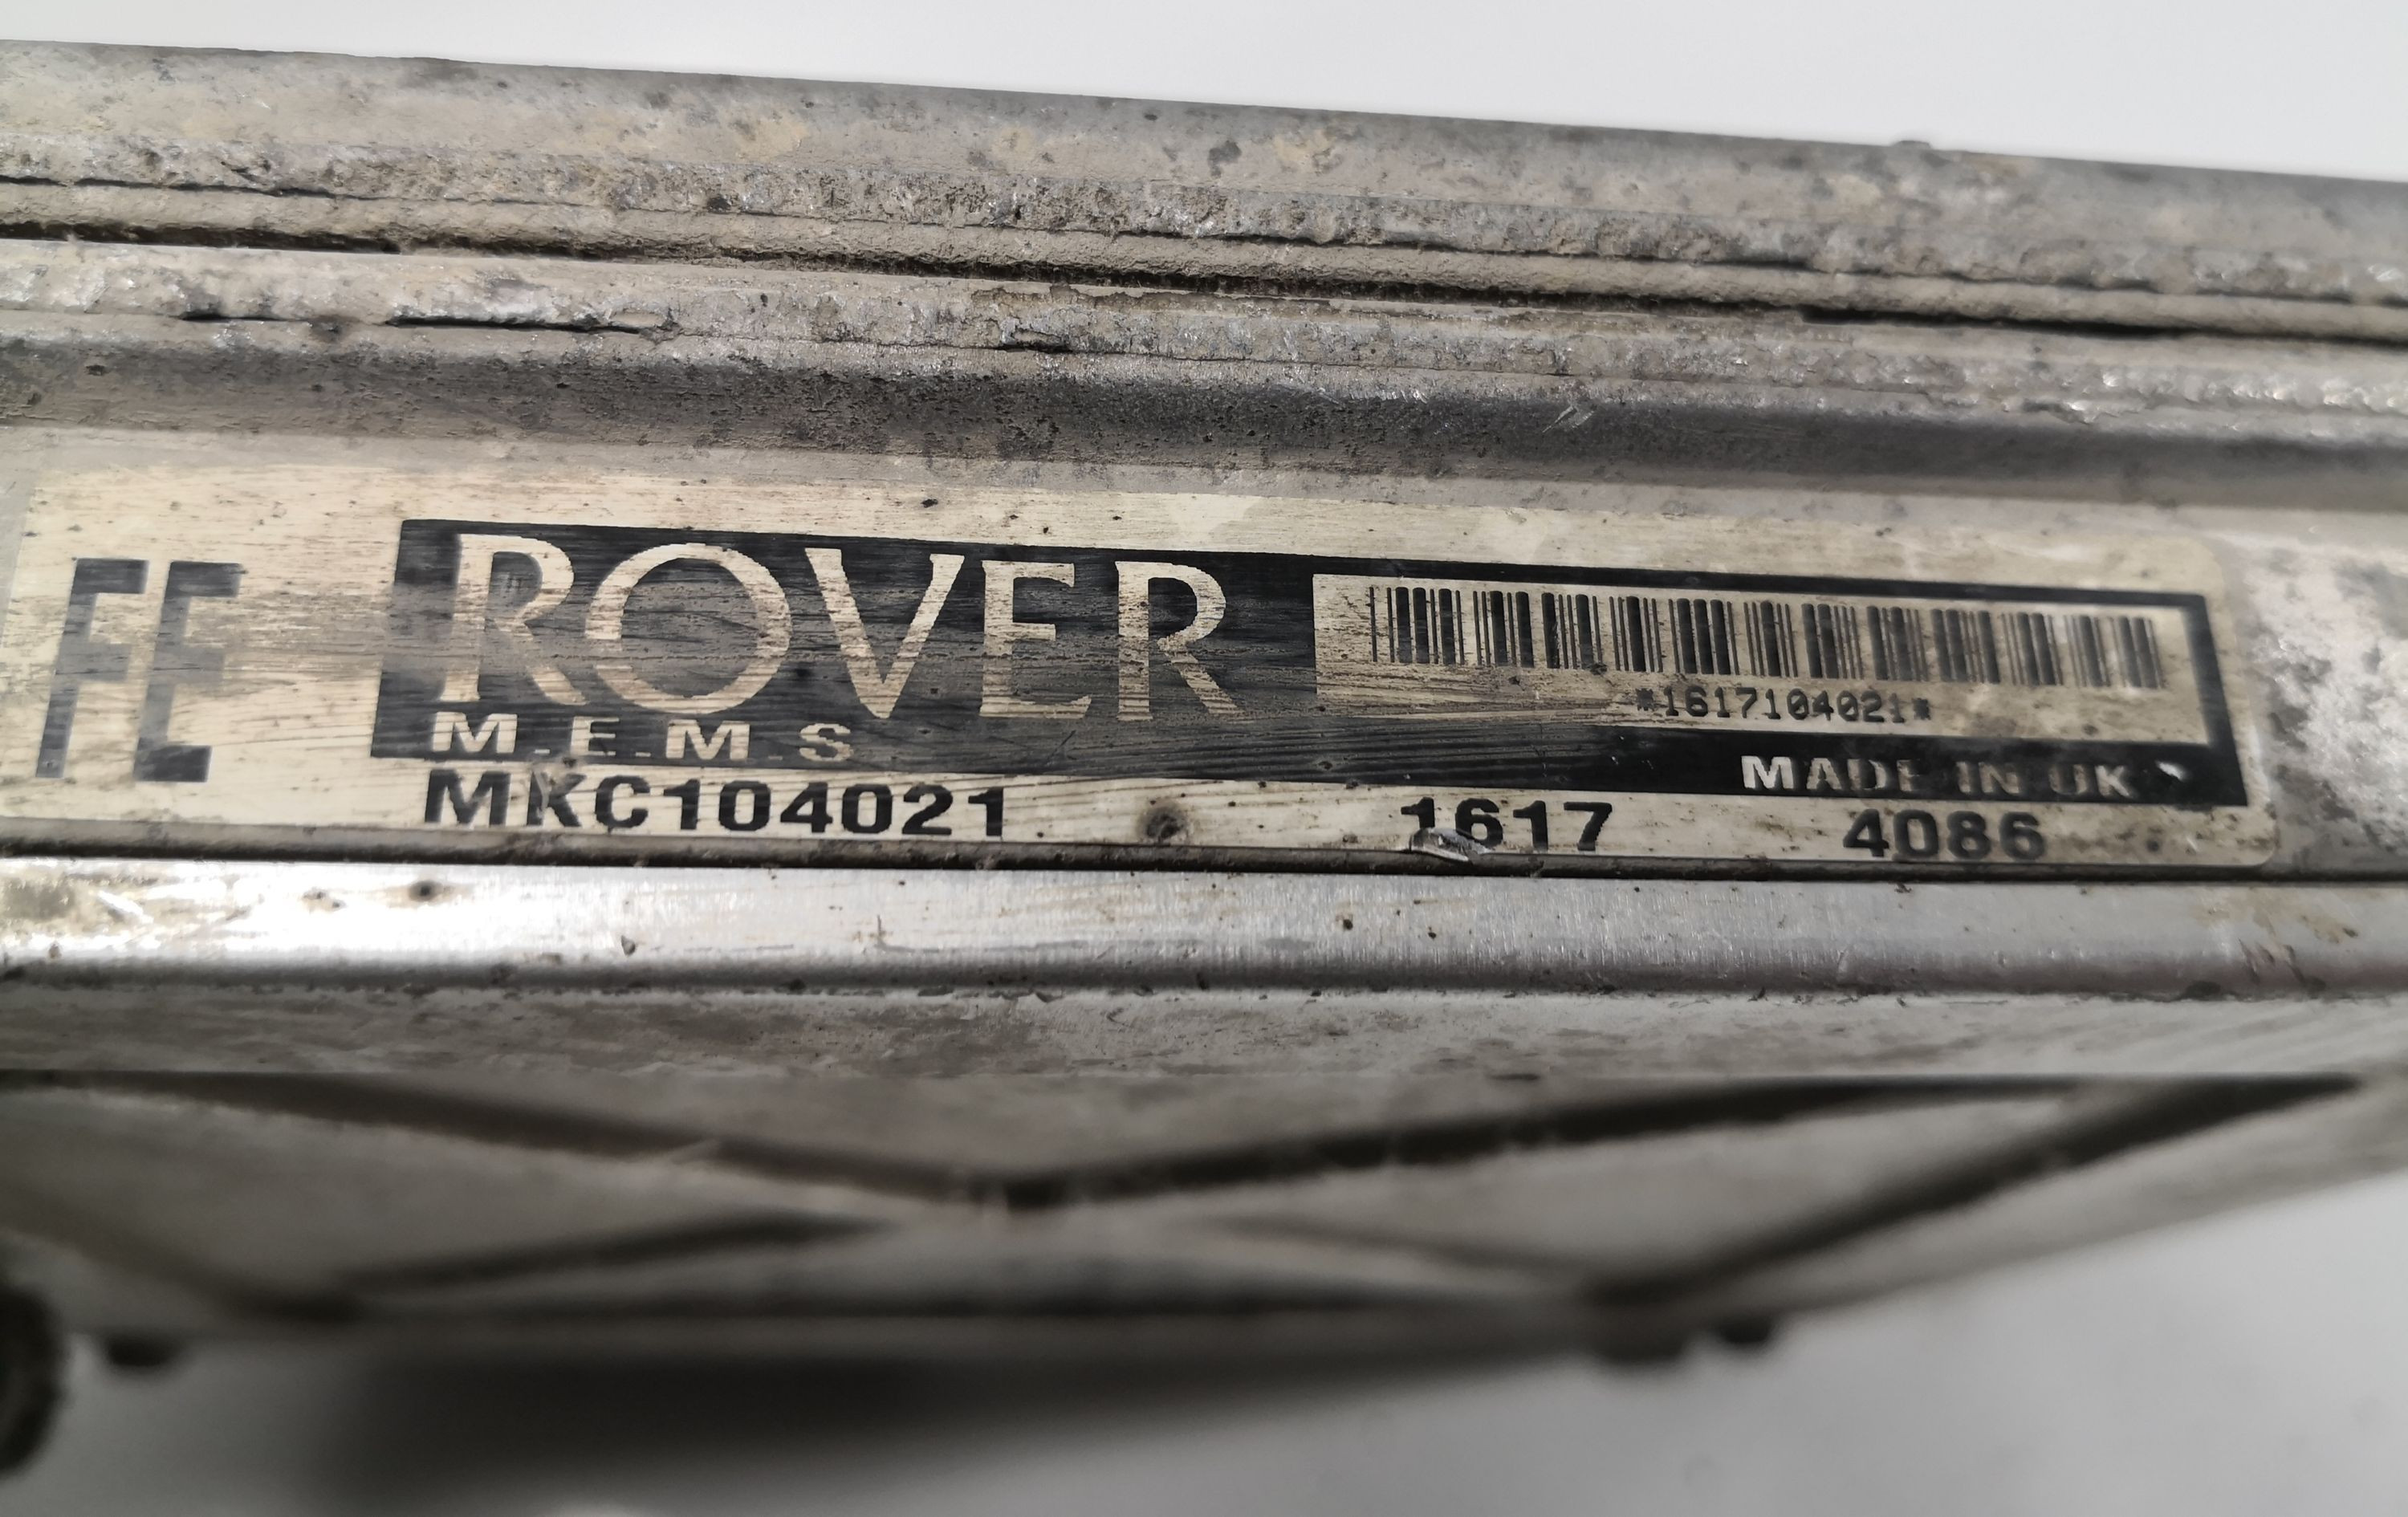 FE
ROVER
*1617104021*
M.E.M.S
MADE IN UK
MKC104021 1617 4086